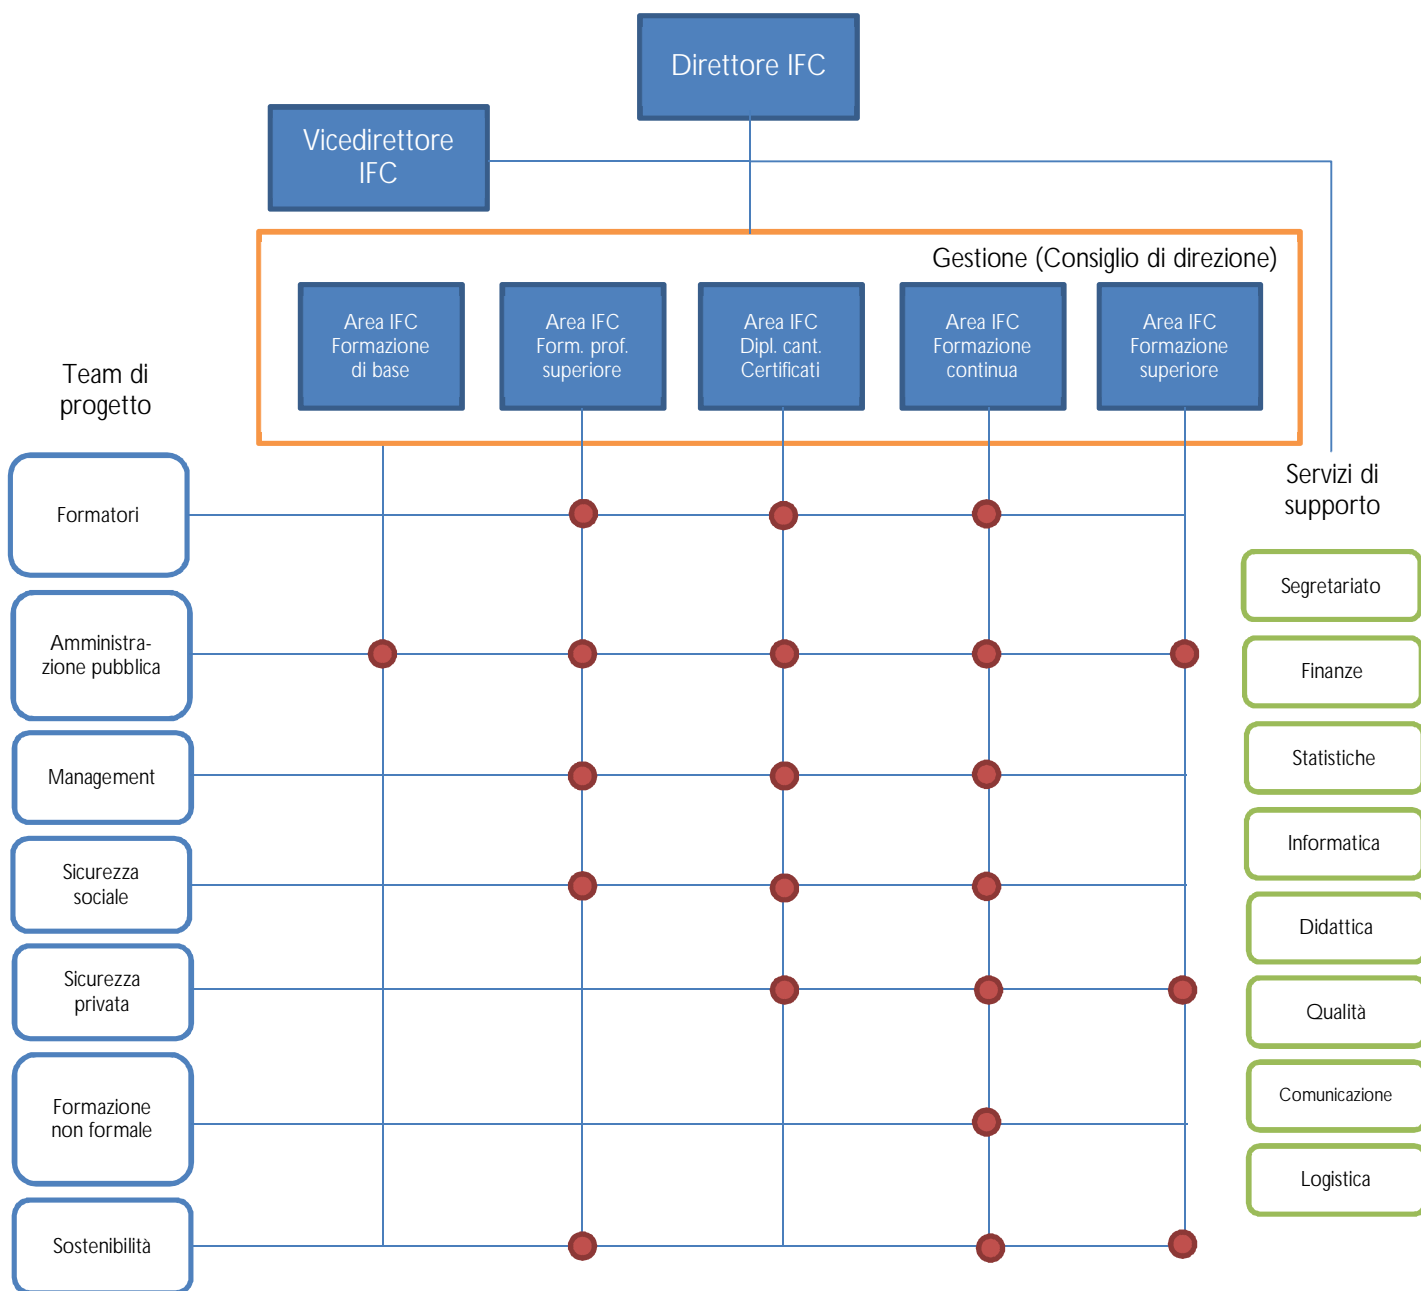 Direttore IFC
Vicedirettore
IFC
Gestione (Consiglio di direzione)
Area IFC
Formazione
di base
Area IFC
Form. prof.
superiore
Area IFC
Dipl. cant.
Certificati
Area IFC
Formazione
continua
Area IFC
Formazione
superiore
Team di
progetto
Formatori
Amministra-
zione pubblica
Management
Sicurezza
sociale
Sicurezza
privata
Formazione
non formale
Sostenibilità
Servizi di
supporto
Segretariato
Finanze
Statistiche
Informatica
Didattica
Qualità
Comunicazione
Logistica